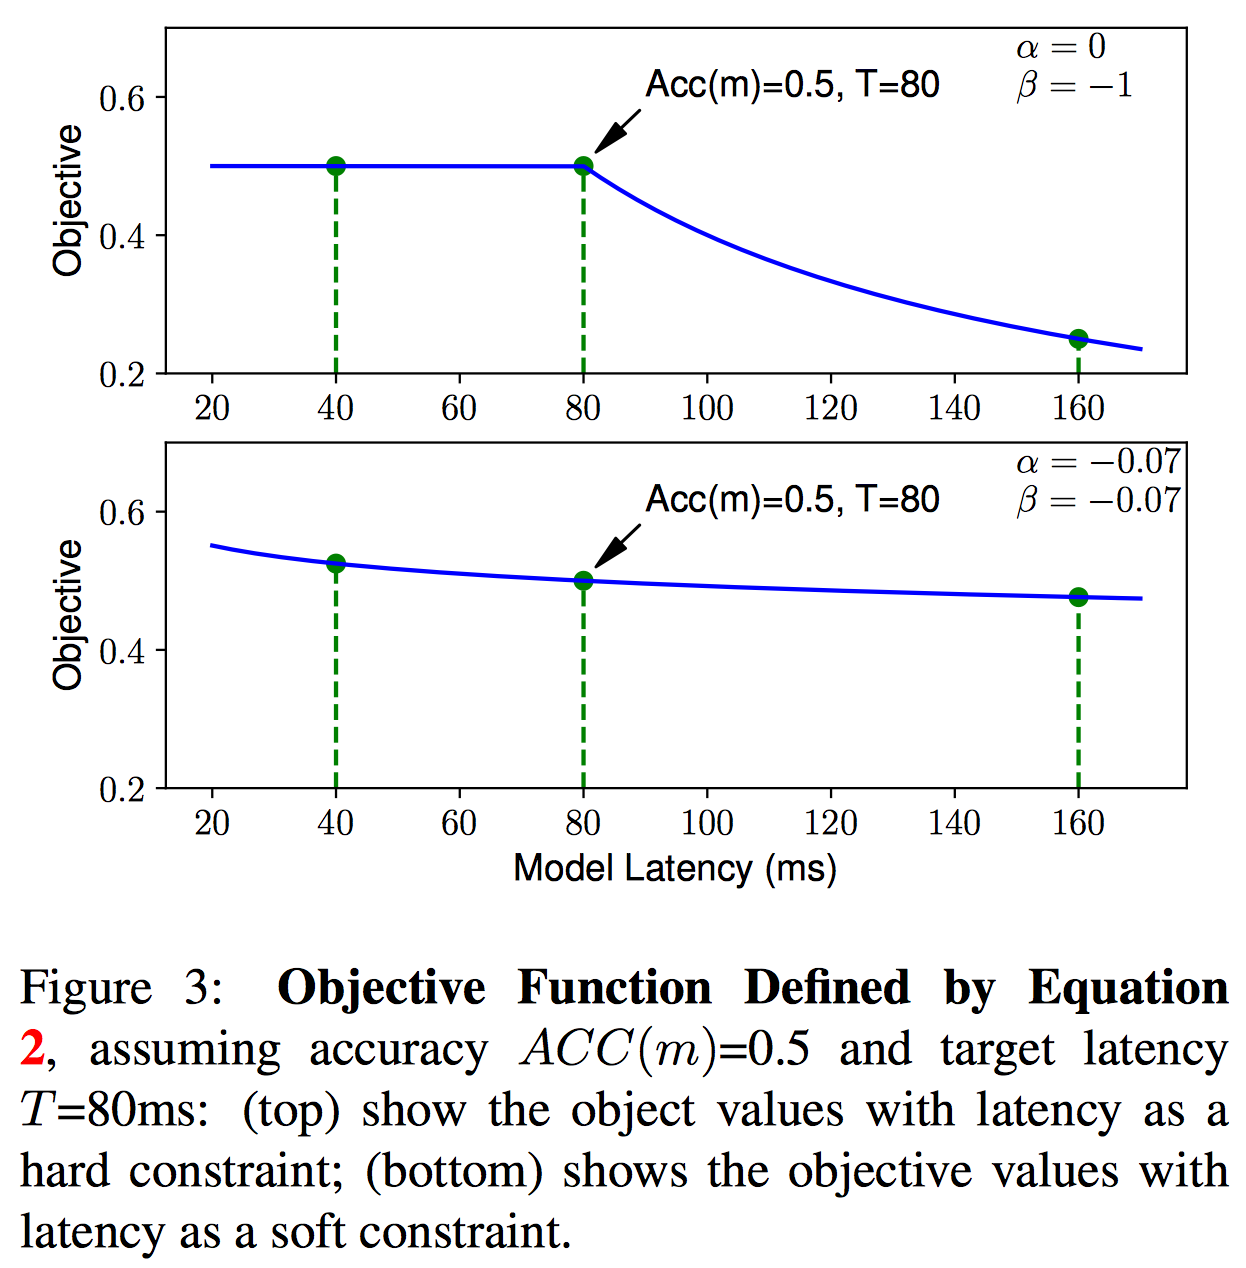 α = 0
β = −1
Acc(m)=0.5, T=80
Objective
0.6
0.4
0.2
20 40 60 80 100 120 140 160
α = −0.07
β = −0.07
Acc(m)=0.5, T=80
Objective
0.6
0.4
0.2
20 40 60 80 100 120 140 160
Model Latency (ms)
Figure 3: Objective Function Defined by Equation
2, assuming accuracy ACC(m)=0.5 and target latency
T=80ms: (top) show the object values with latency as a
hard constraint; (bottom) shows the objective values with
latency as a soft constraint.